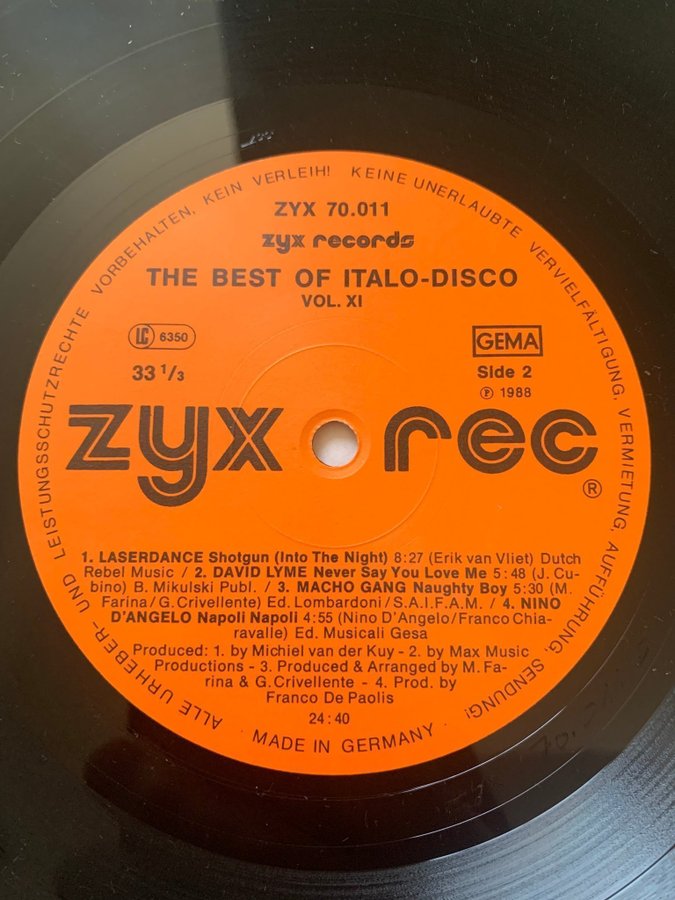 ALLE URHEBER- UND LEISTUNGSSCHUTZRECHTE VORBEHALTEN. KEIN VERLEIH! KEINE UNERLAUBTE VERVIELFÄLTIGUNG, VERMIETUNG, AUFFÜHRUNG, SENDUNG!
ZYX 70.011
zyx records
THE BEST OF ITALO-DISCO
VOL. XI
LC 6350
GEMA
33 1/3
Side 2
Ⓟ 1988
zyx rec
®
1. LASERDANCE Shotgun (Into The Night) 8:27 (Erik van Vliet) Dutch
Rebel Music / 2. DAVID LYME Never Say You Love Me 5:48 (J. Cu-
bino) B. Mikulski Publ. / 3. MACHO GANG Naughty Boy 5:30 (M.
Farina/G. Crivellente) Ed. Lombardoni/S.A.I.F.A.M. / 4. NINO
D'ANGELO Napoli Napoli 4:55 (Nino D'Angelo/Franco Chia-
ravalle) Ed. Musicali Gesa
Produced: 1. by Michiel van der Kuy - 2. by Max Music
Productions - 3. Produced & Arranged by M. Fa-
rina & G. Crivellente - 4. Prod. by
Franco De Paolis
24:40
· MADE IN GERMANY ·